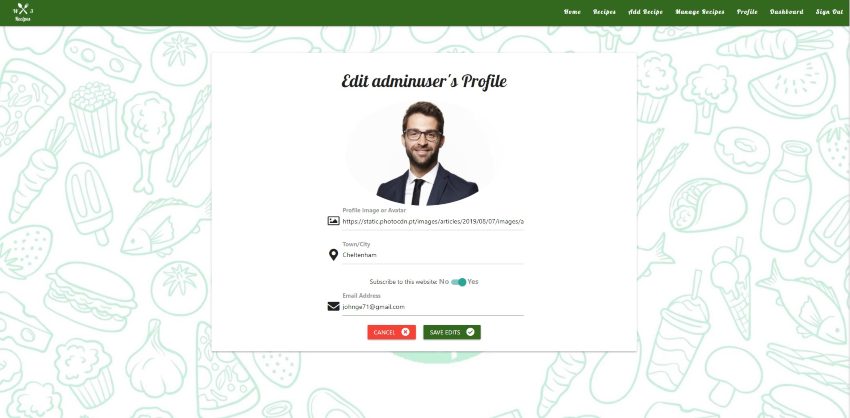 W S
Recipes
Home Recipes Add Recipe Manage Recipes Profile Dashboard Sign Out
Edit adminuser's Profile
Profile Image or Avatar
https://static.photocdn.pt/images/articles/2019/08/07/images/a
Town/City
Cheltenham
Subscribe to this website: No Yes
Email Address
johnge71@gmail.com
CANCEL SAVE EDITS